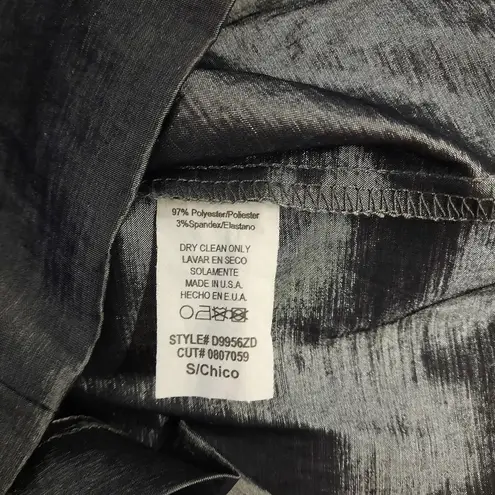 97% Polyester/Poliester
3%Spandex/Elastano
DRY CLEAN ONLY
LAVAR EN SECO
SOLAMENTE
MADE IN U.S.A.
HECHO EN E.U.A.
STYLE# D9956ZD
CUT# 0807059
S/Chico